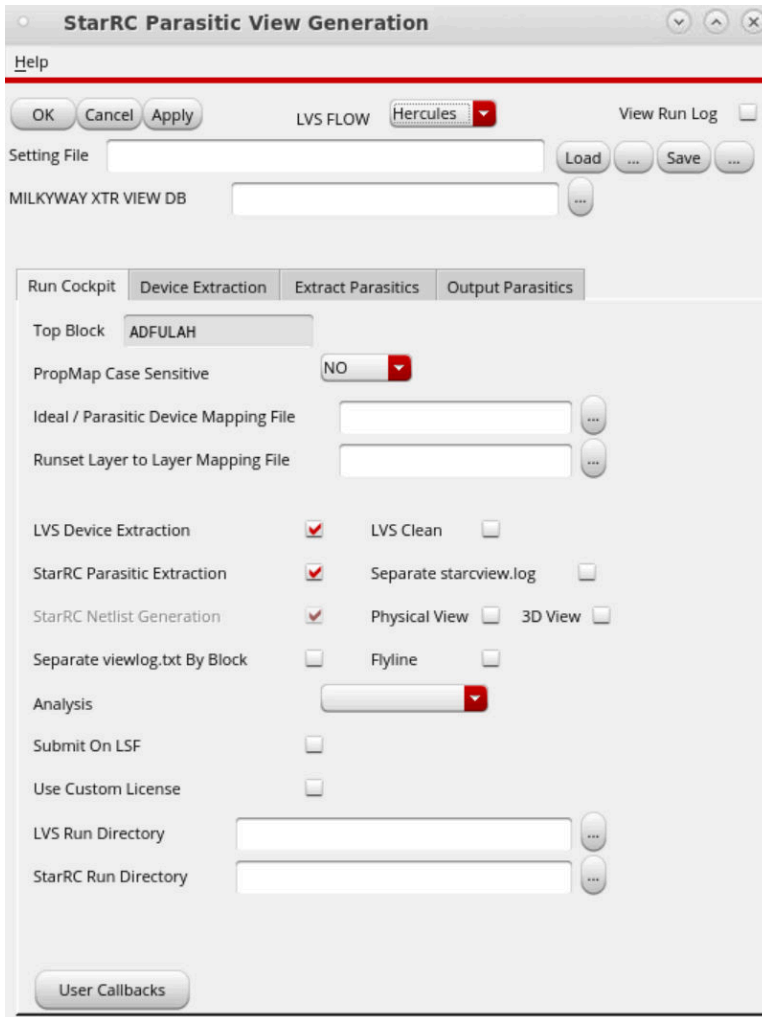 StarRC Parasitic View Generation
Help
OK Cancel Apply LVS FLOW Hercules View Run Log
Setting File Load ... Save ...
MILKYWAY XTR VIEW DB ...
Run Cockpit Device Extraction Extract Parasitics Output Parasitics
Top Block ADFULAH
PropMap Case Sensitive NO
Ideal / Parasitic Device Mapping File ...
Runset Layer to Layer Mapping File ...
LVS Device Extraction LVS Clean
StarRC Parasitic Extraction Separate starcview.log
StarRC Netlist Generation Physical View 3D View
Separate viewlog.txt By Block Flyline
Analysis
Submit On LSF
Use Custom License
LVS Run Directory ...
StarRC Run Directory ...
User Callbacks